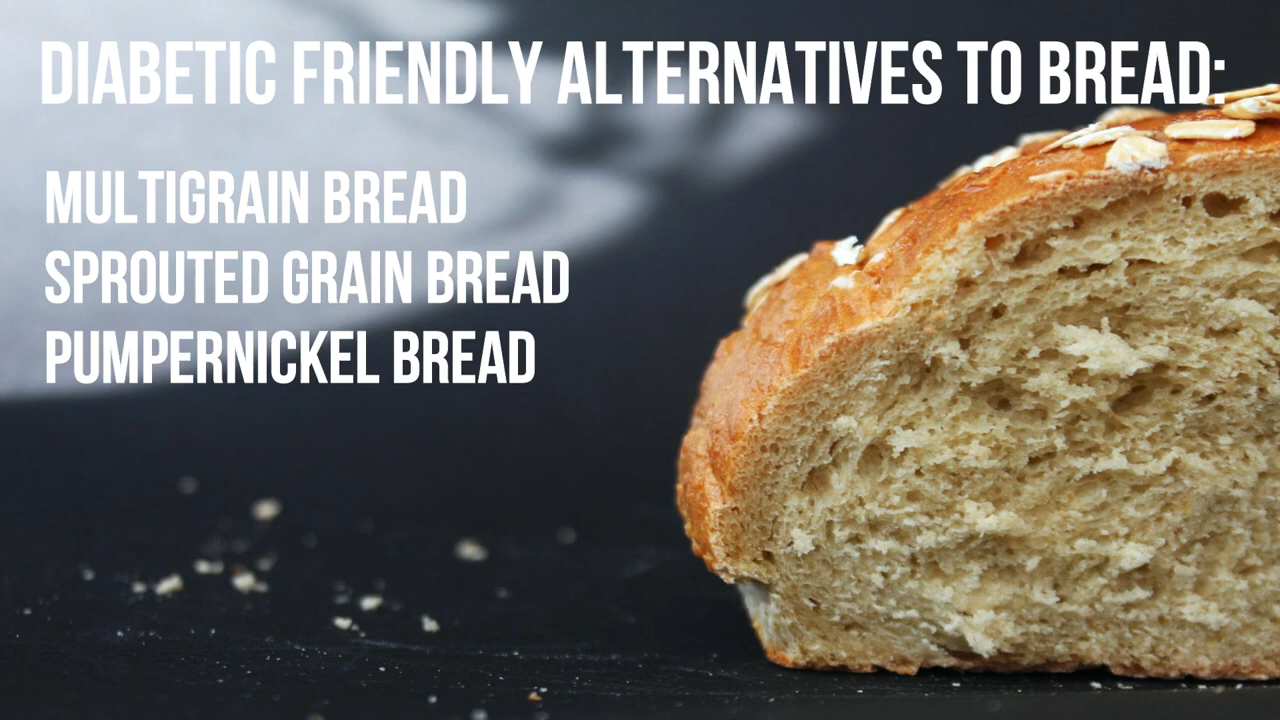 DIABETIC FRIENDLY ALTERNATIVES TO BREAD:
MULTIGRAIN BREAD
SPROUTED GRAIN BREAD
PUMPERNICKEL BREAD